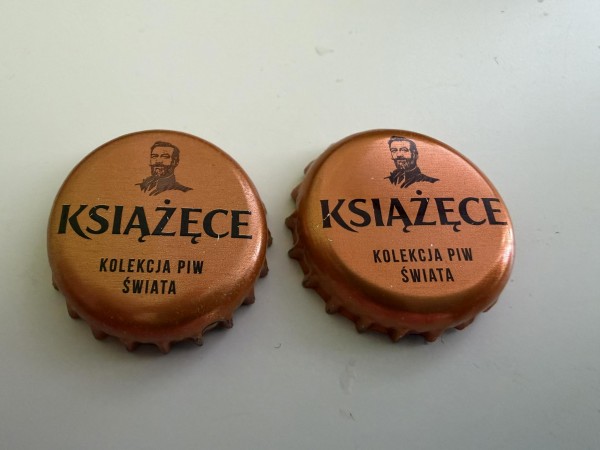 KSIĄŻĘCE
KOLEKCJA PIW
ŚWIATA
KSIĄŻĘCE
KOLEKCJA PIW
ŚWIATA